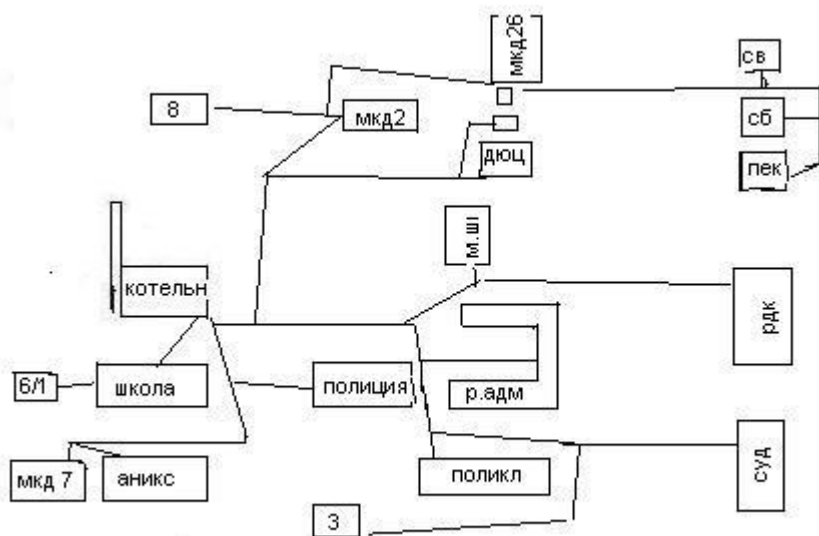 мкд26
св
8
мкд2
сб
дюц
пек
м.ш
котельн
рдк
6/1
школа
полиция
р.адм
мкд 7
аникс
поликл
суд
3